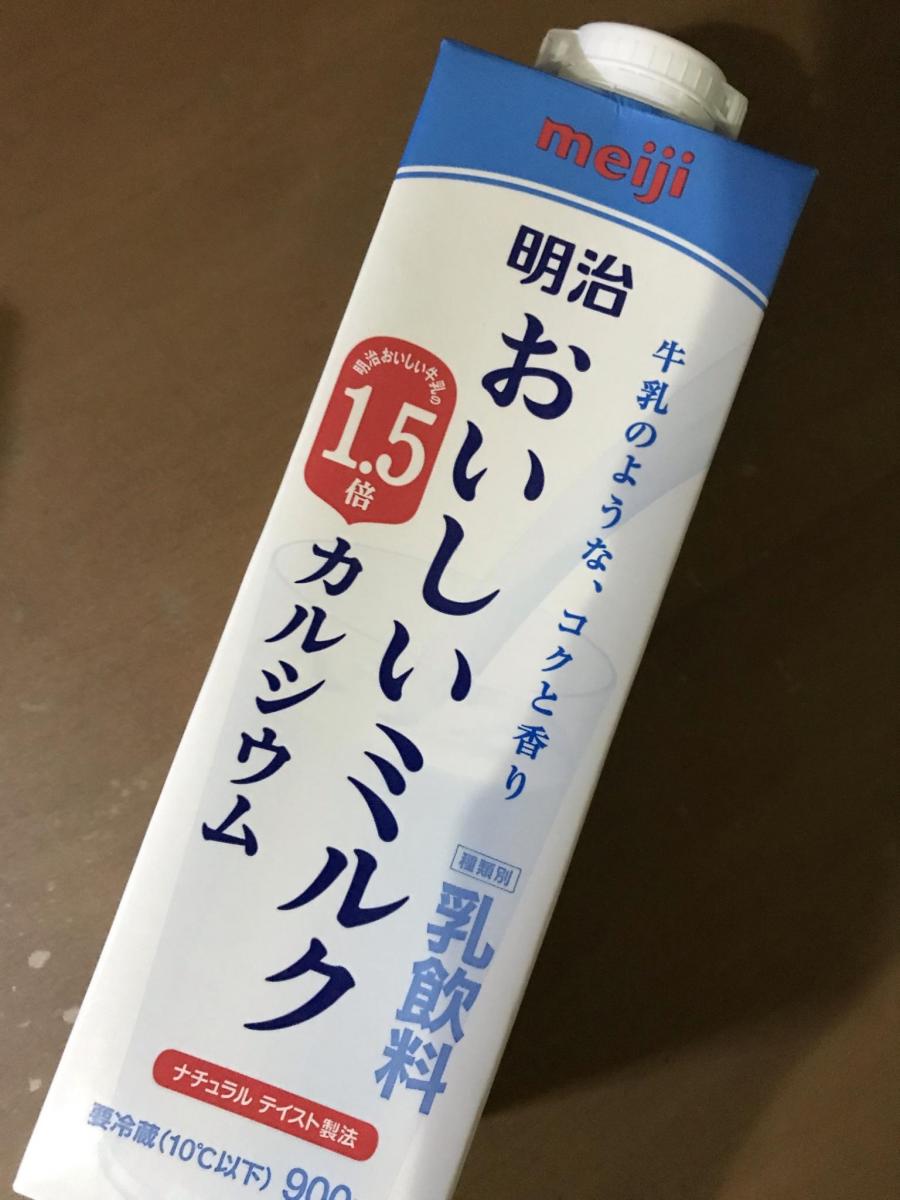 meiji
明治
牛乳のような、コクと香り
おいしいミルク
明治おいしい牛乳の
1.5
倍
カルシウム
種類別
乳飲料
ナチュラル テイスト製法
要冷蔵(10℃以下) 900